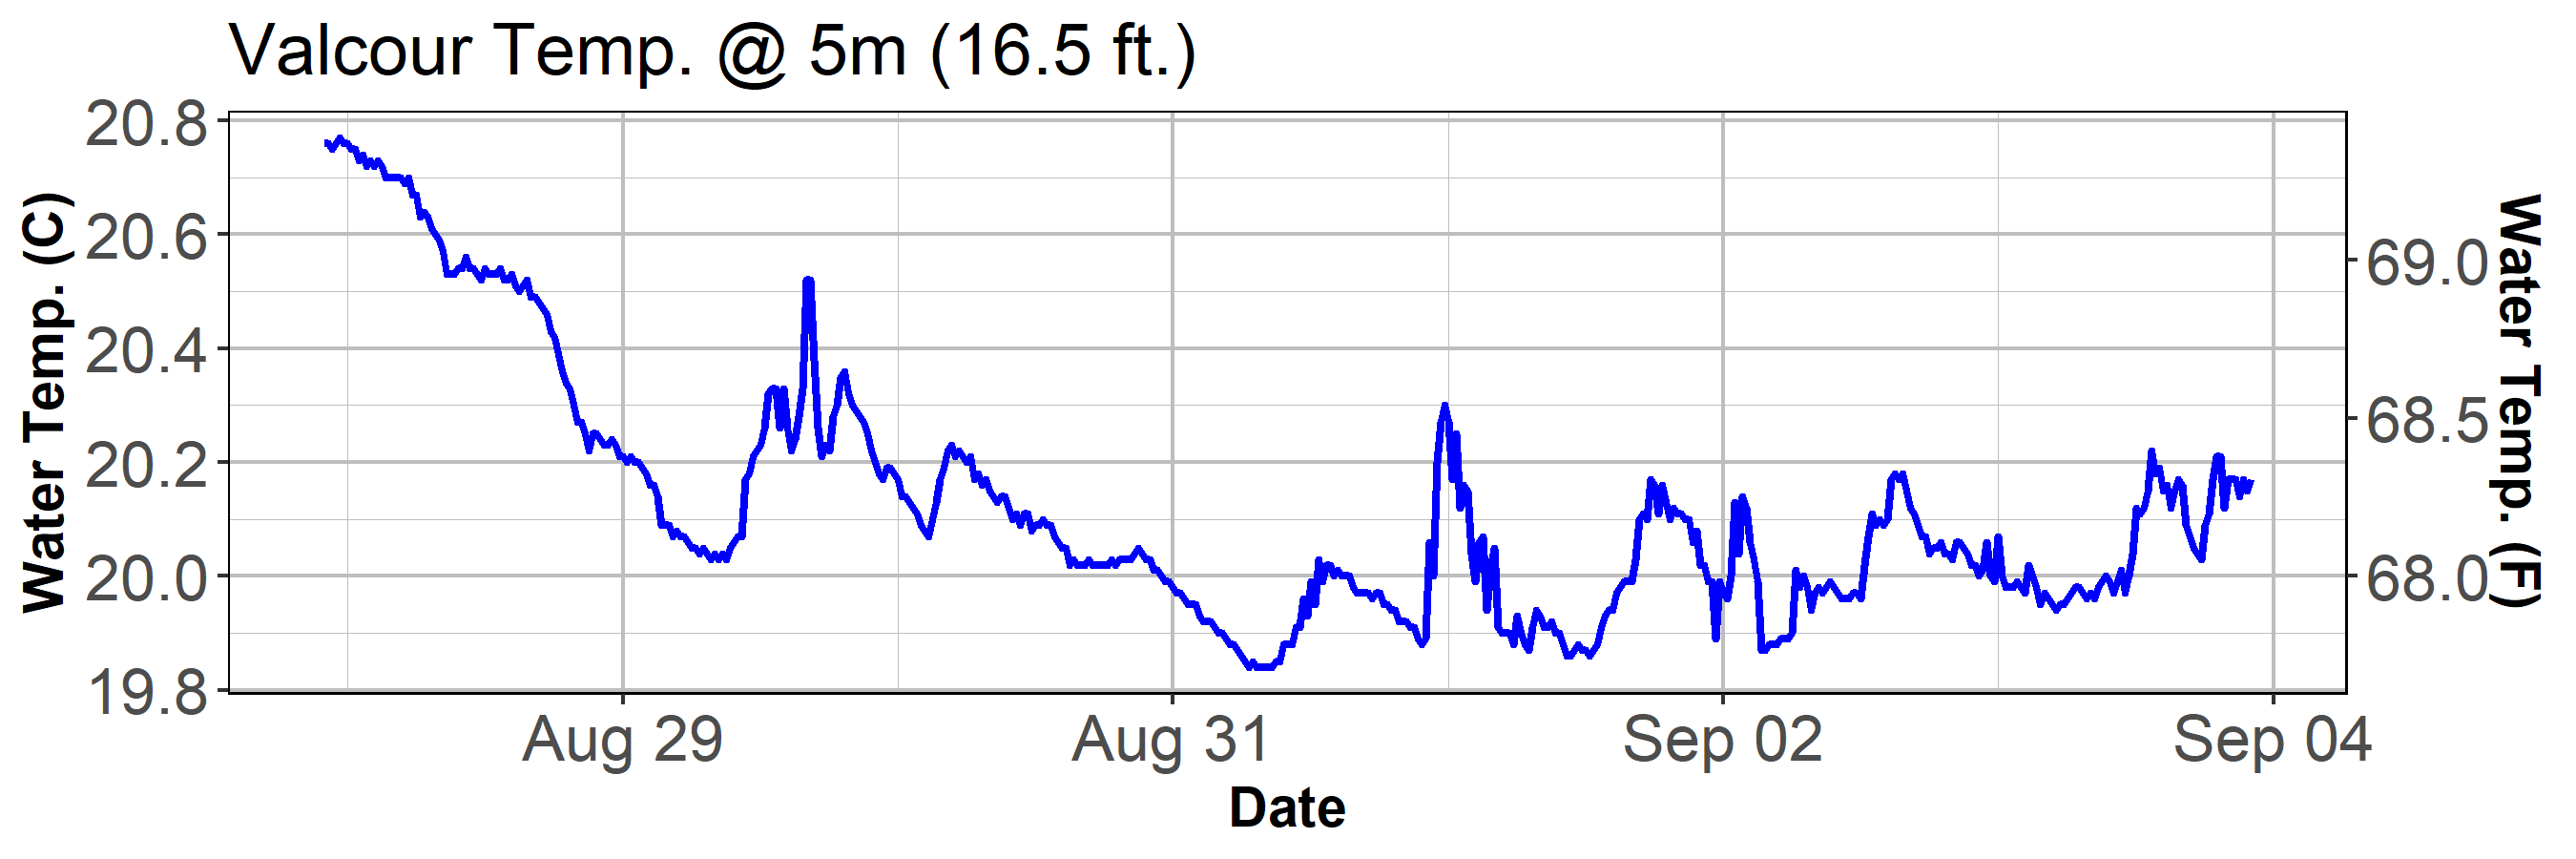 Valcour Temp. @ 5m (16.5 ft.)
Water Temp. (C)
20.8
20.6
20.4
20.2
20.0
19.8
69.0
68.5
68.0
Water Temp. (F)
Aug 29 Aug 31 Sep 02 Sep 04
Date